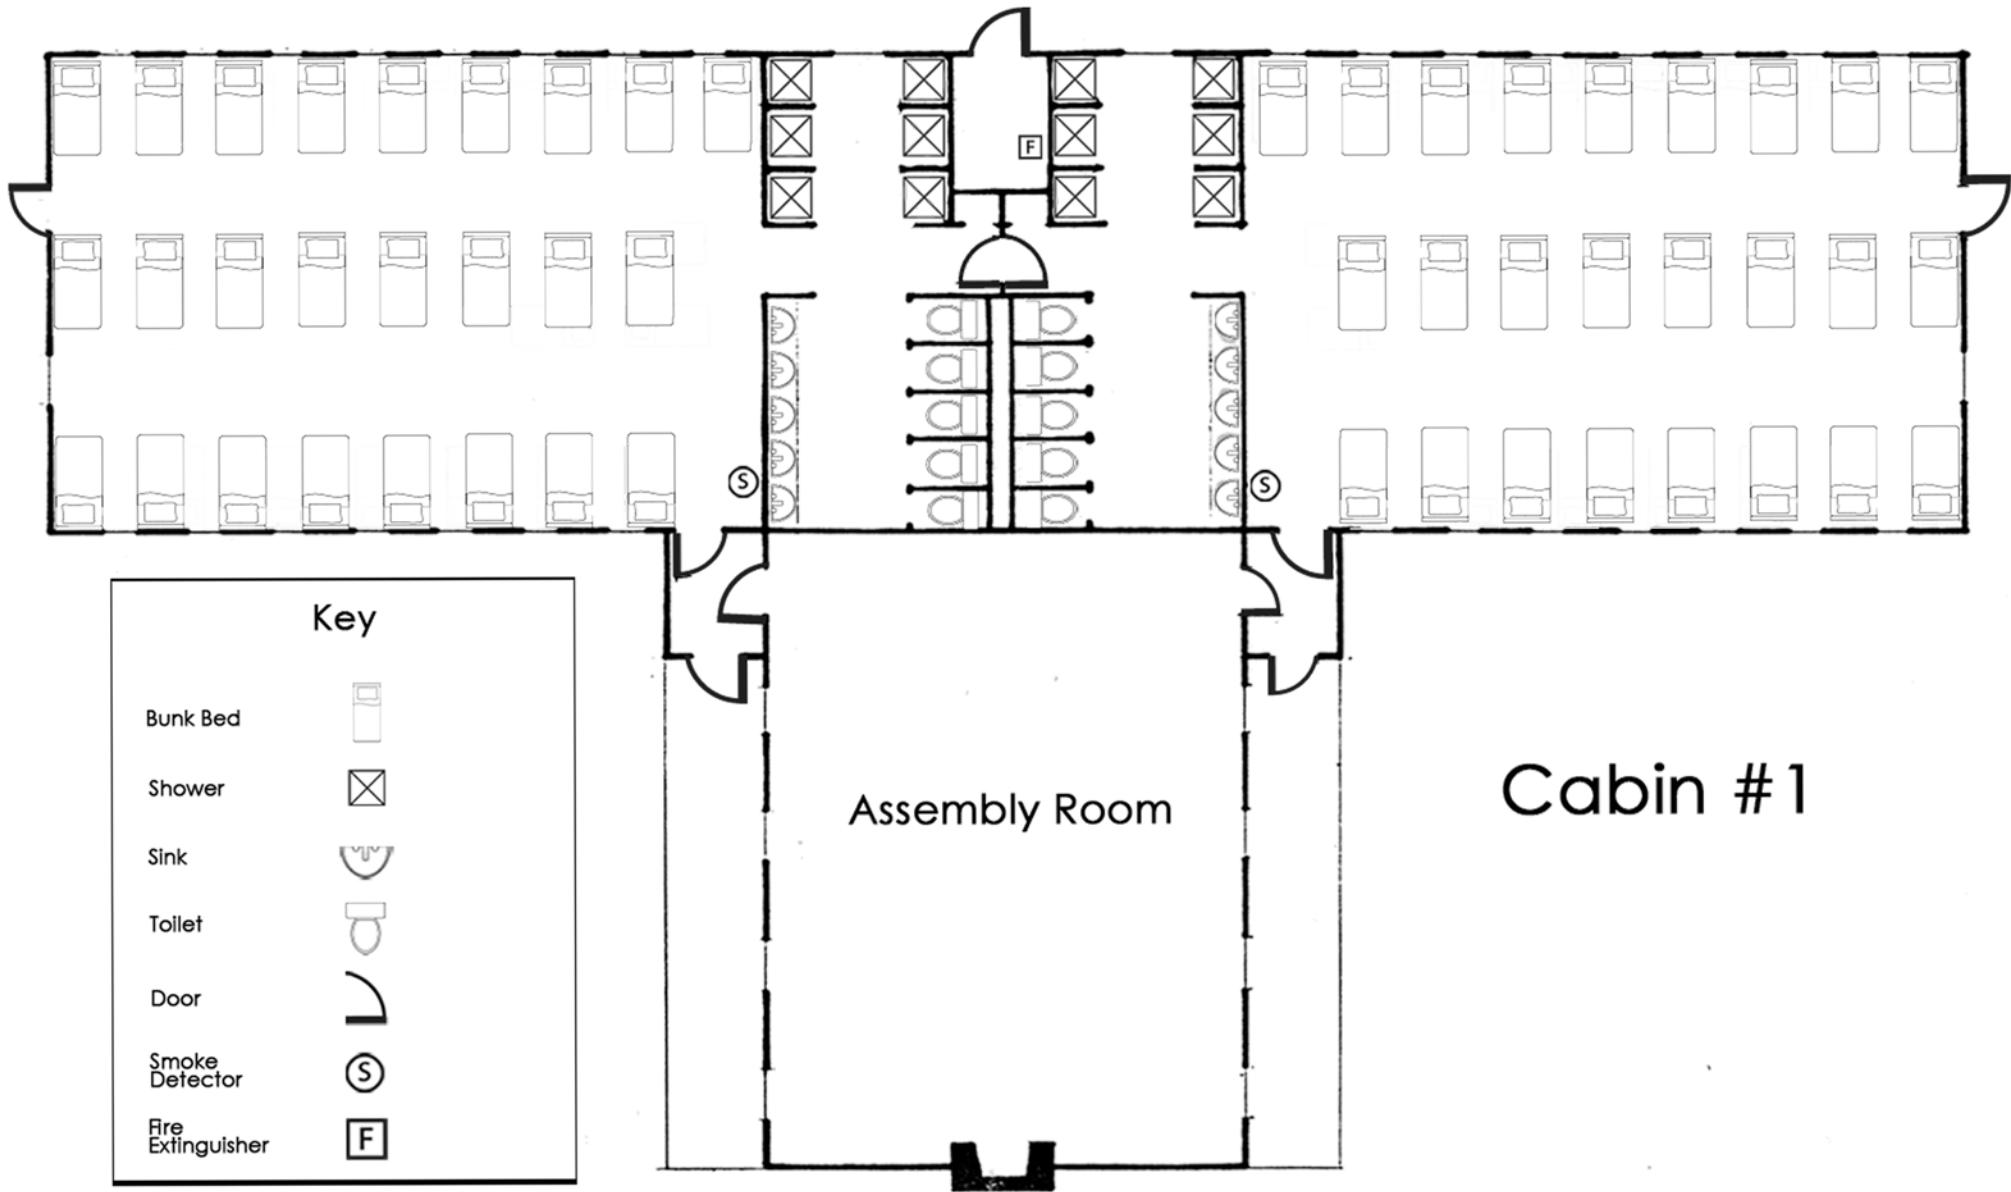 F
S
S
Key
Bunk Bed
Shower
Sink
Toilet
Door
Smoke
Detector
S
Fire
Extinguisher
F
Assembly Room
Cabin #1